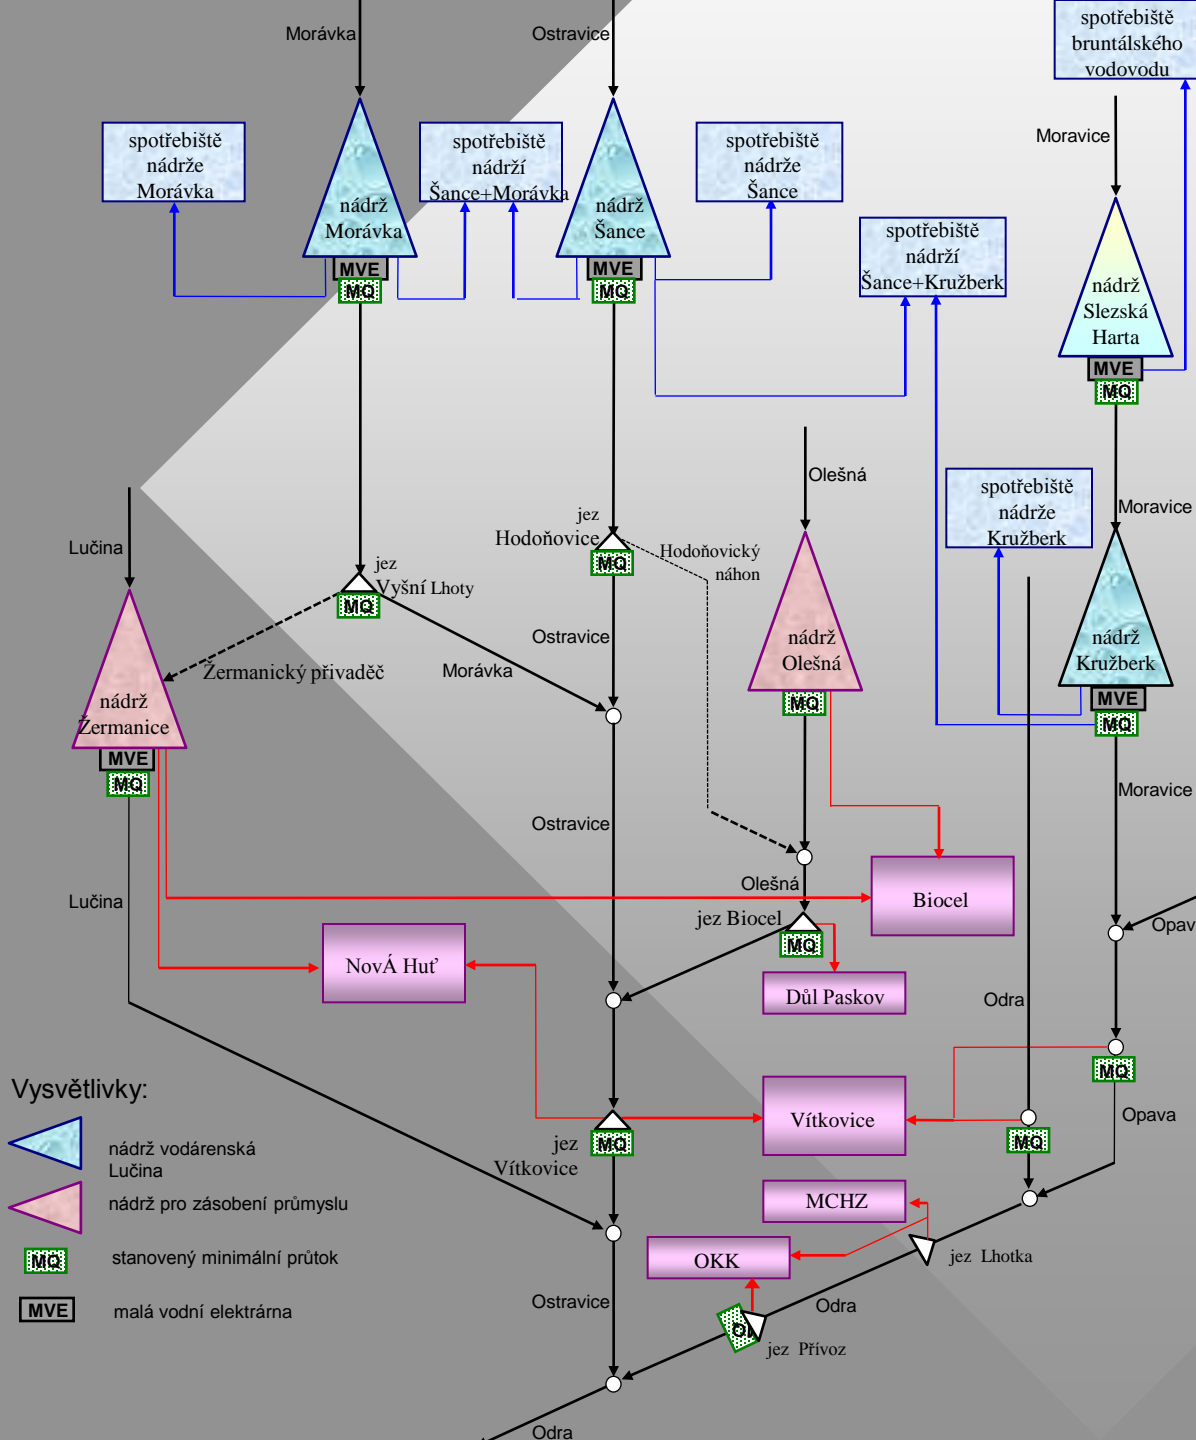 Morávka
Ostravice
spotřebiště
bruntálského
vodovodu
spotřebiště
nádrže
Morávka
spotřebiště
nádrží
Šance+Morávka
spotřebiště
nádrže
Šance
Moravice
nádrž
Morávka
nádrž
Šance
MVE
MQ
MVE
MQ
spotřebiště
nádrží
Šance+Kružberk
nádrž
Slezská
Harta
MVE
MQ
Olešná
spotřebiště
nádrže
Kružberk
Moravice
Lučina
jez
Hodoňovice
MQ
Hodoňovický
náhon
jez
Vyšní Lhoty
MQ
Ostravice
nádrž
Olešná
MQ
nádrž
Kružberk
MVE
MQ
Žermanický přivaděč
Morávka
nádrž
Žermanice
MVE
MQ
Ostravice
Moravice
Lučina
Olešná
Biocel
jez Biocel
MQ
Opav
NovÁ Huť
Důl Paskov
Odra
MQ
Vysvětlivky:
nádrž vodárenská
Lučina
nádrž pro zásobení průmyslu
MQ
stanovený minimální průtok
MVE
malá vodní elektrárna
jez
Vítkovice
MQ
Vítkovice
MQ
Opava
MCHZ
OKK
jez Lhotka
Ostravice
Odra
jez Přívoz
Odra